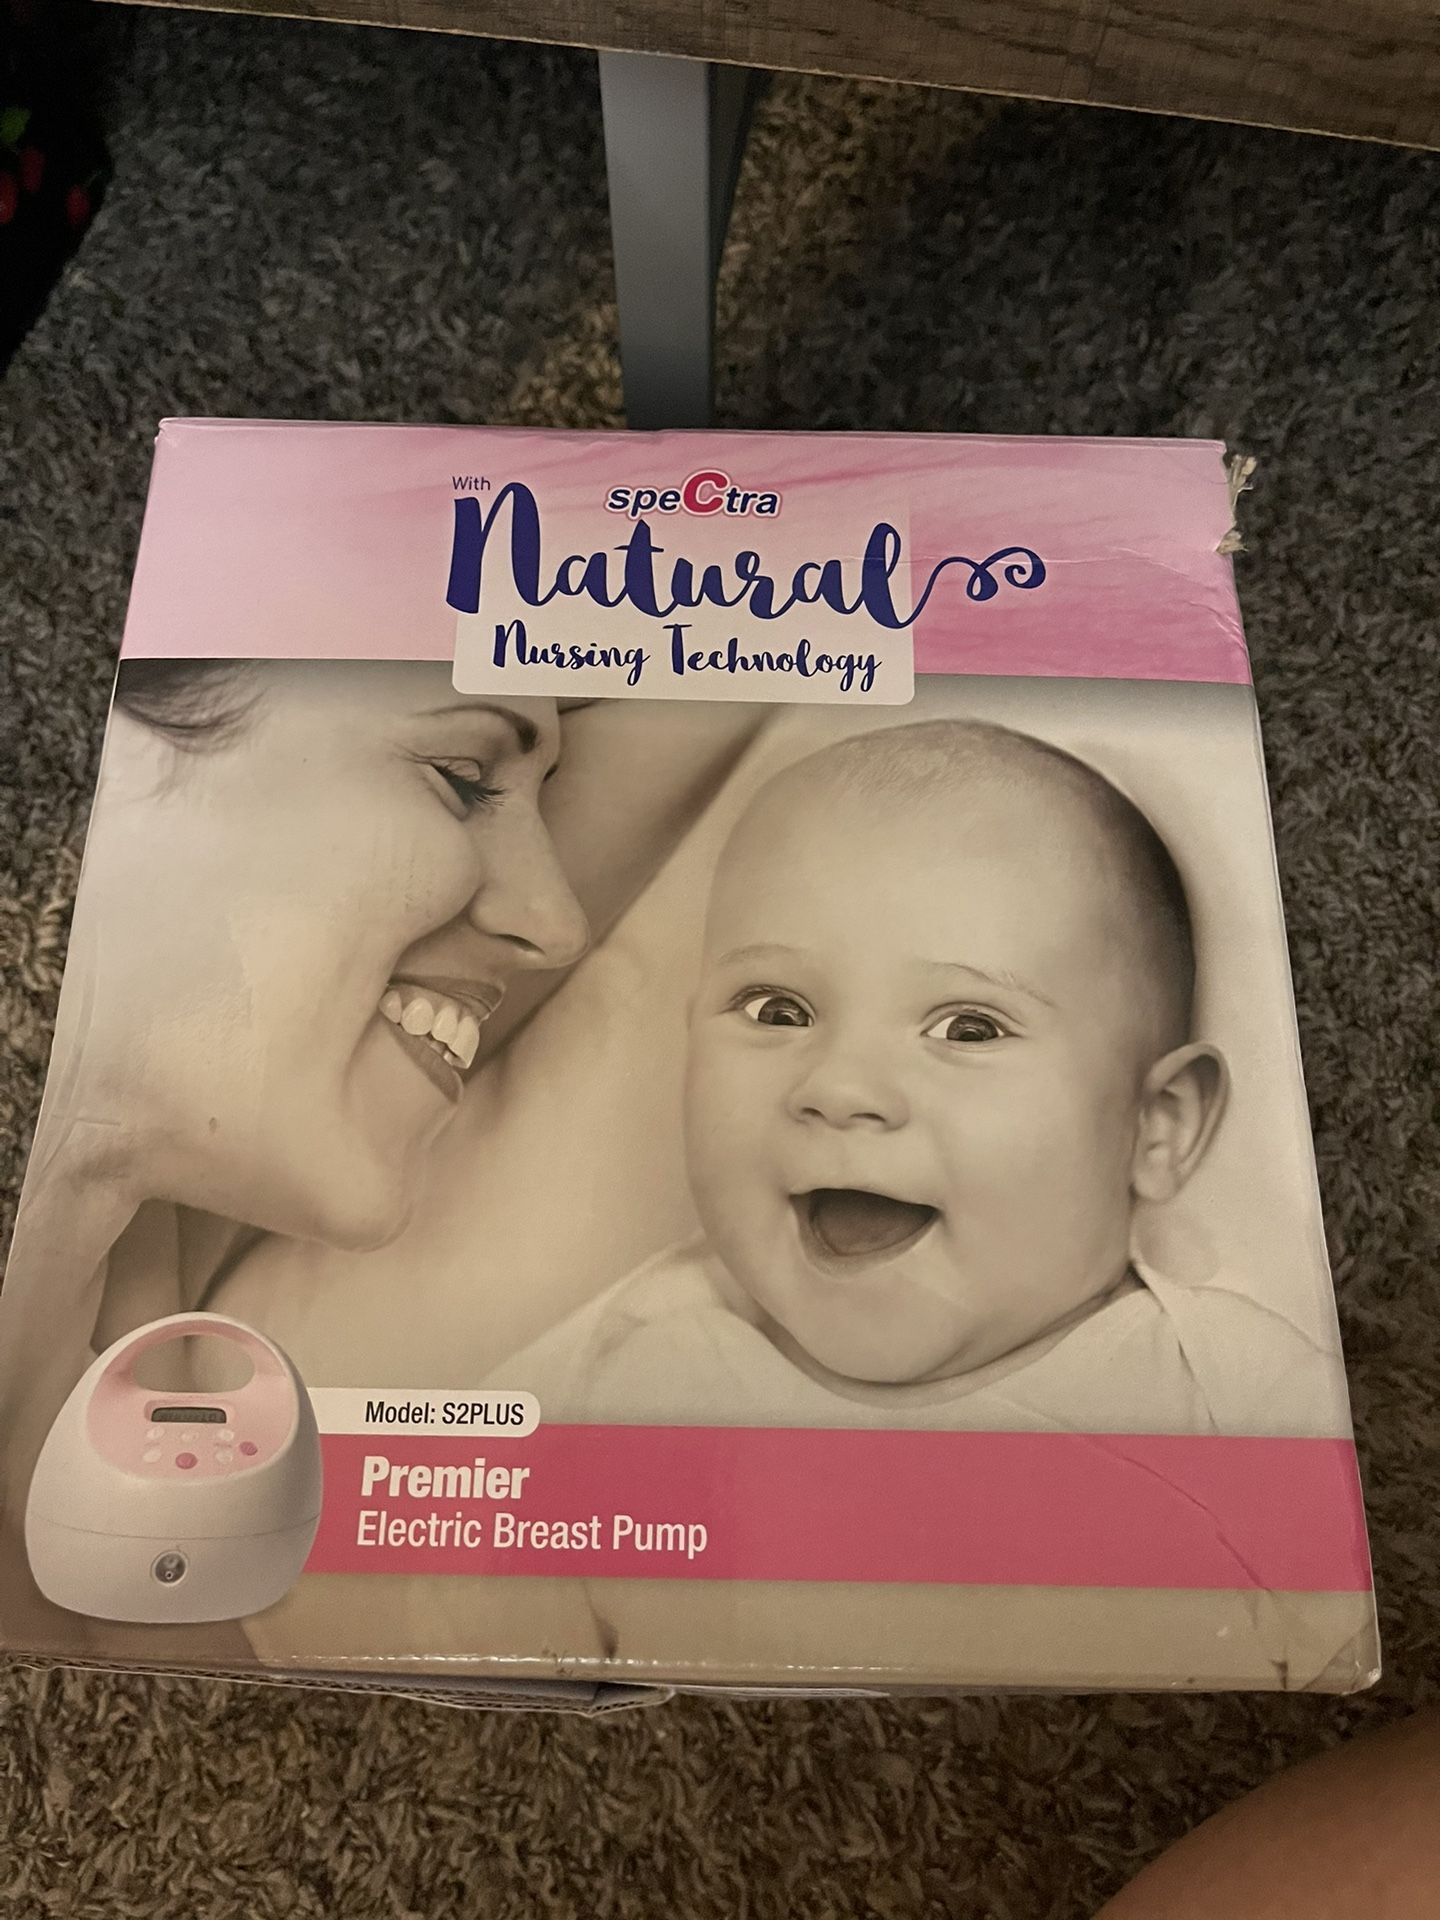 speCtra
With
Natural
Nursing Technology
Model: S2PLUS
Premier
Electric Breast Pump